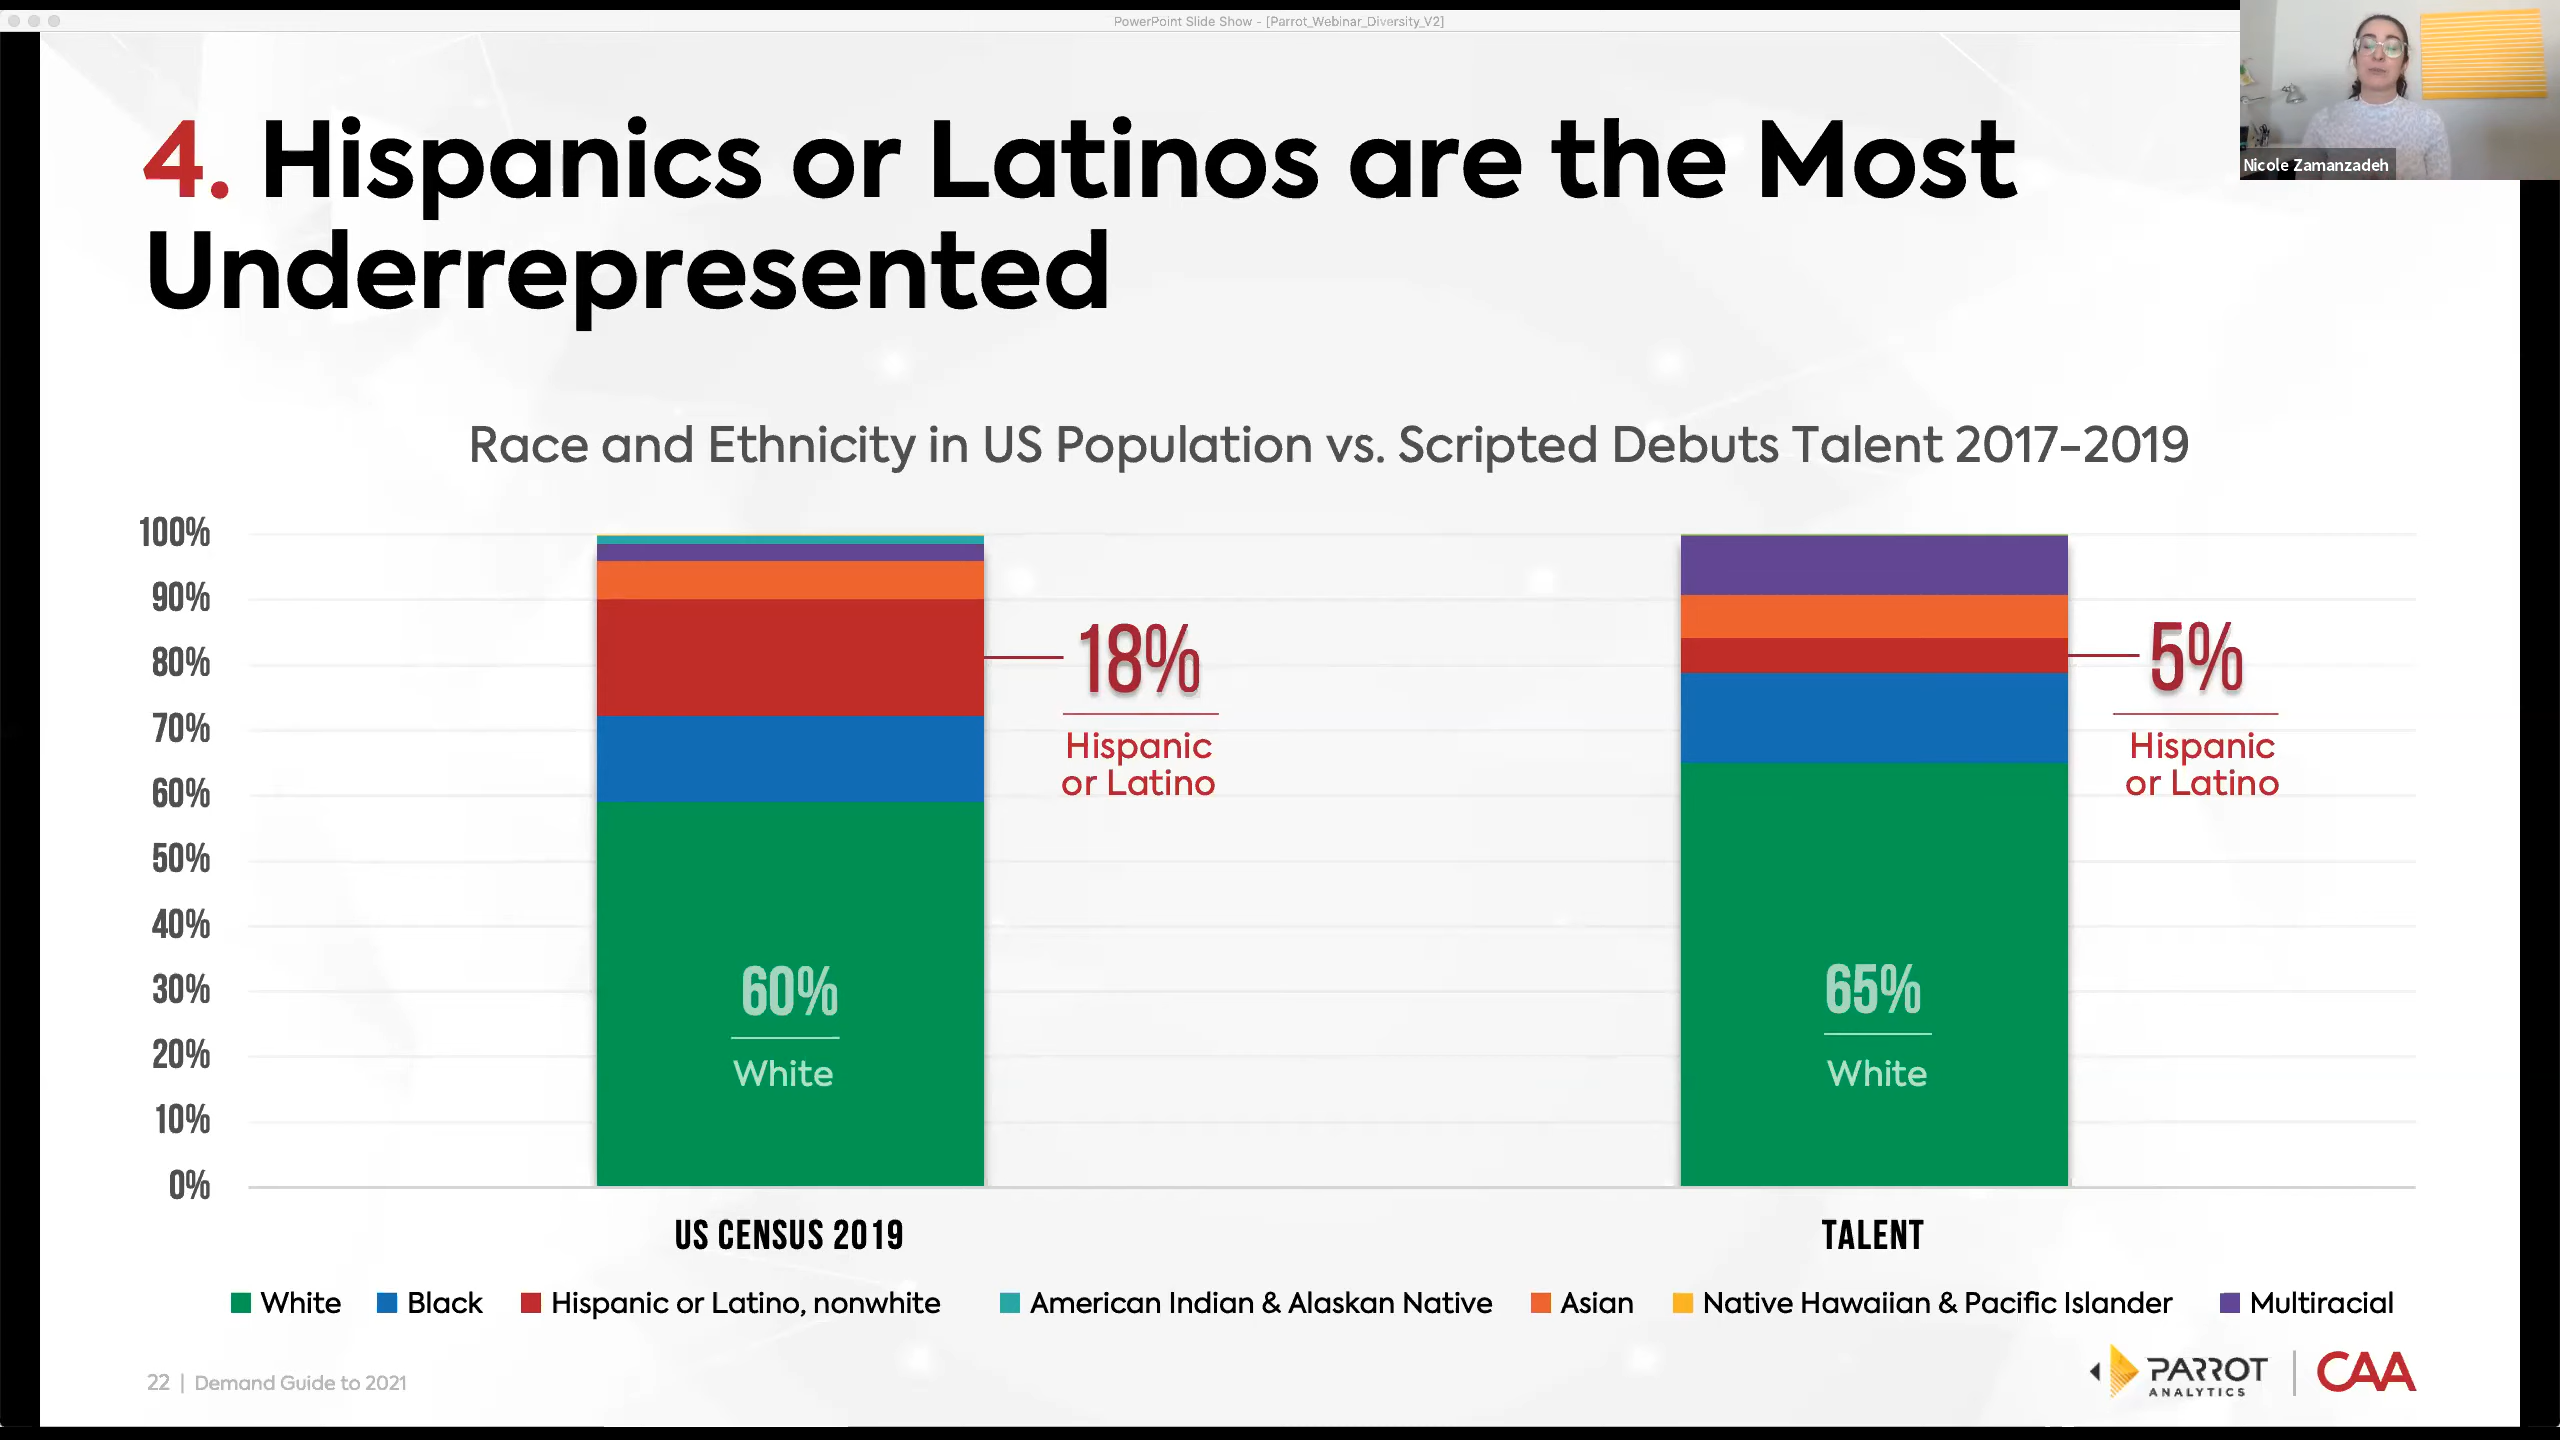 PowerPoint Slide Show - [Parrot_Webinar_Diversity_V2]
Nicole Zamanzadeh
4. Hispanics or Latinos are the Most
Underrepresented
Race and Ethnicity in US Population vs. Scripted Debuts Talent 2017-2019
100%
90%
80%
70%
60%
50%
40%
30%
20%
10%
0%
18%
Hispanic
or Latino
60%
White
5%
Hispanic
or Latino
65%
White
US CENSUS 2019
TALENT
White Black Hispanic or Latino, nonwhite American Indian & Alaskan Native Asian Native Hawaiian & Pacific Islander Multiracial
22 | Demand Guide to 2021
PARROT
ANALYTICS
CAA